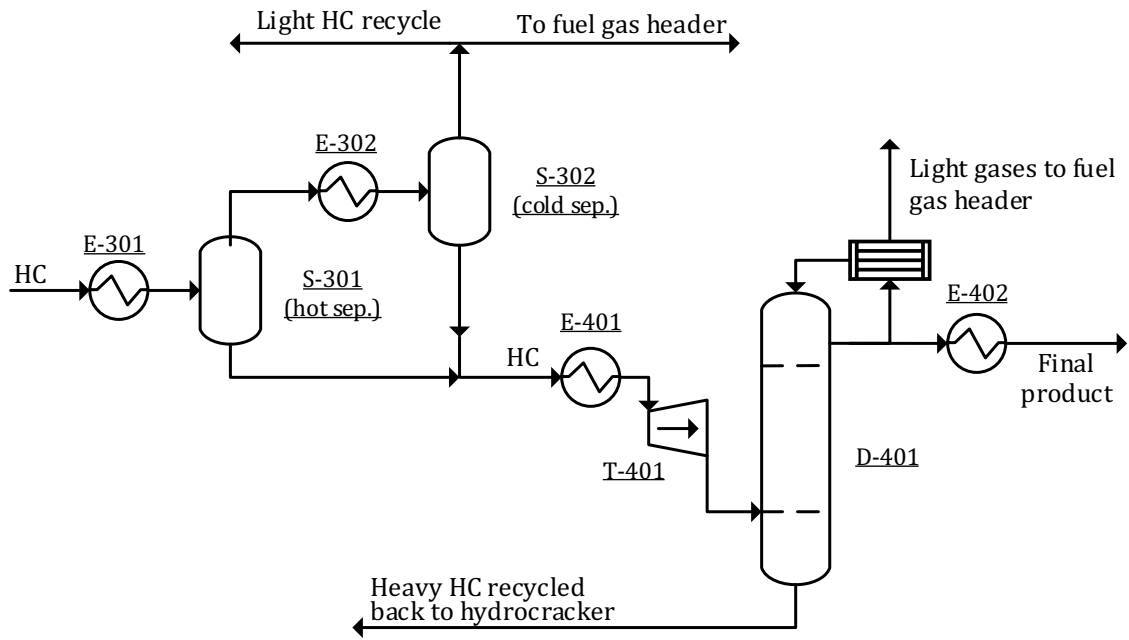 Light HC recycle
To fuel gas header
E-302
S-302
(cold sep.)
Light gases to fuel
gas header
E-301
HC
S-301
(hot sep.)
E-401
HC
E-402
Final
product
T-401
D-401
Heavy HC recycled
back to hydrocracker